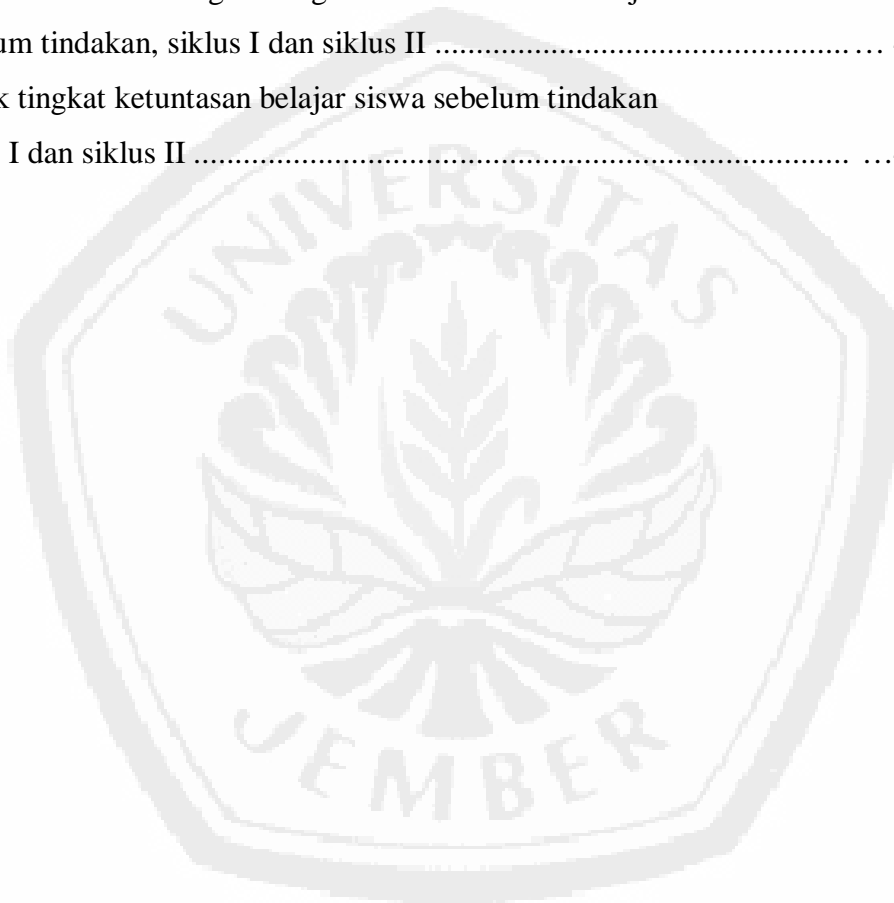 um tindakan, siklus I dan siklus II ........................................................
k tingkat ketuntasan belajar siswa sebelum tindakan
I dan siklus II ........................................................................................
UNIVERSITAS
JEMBER